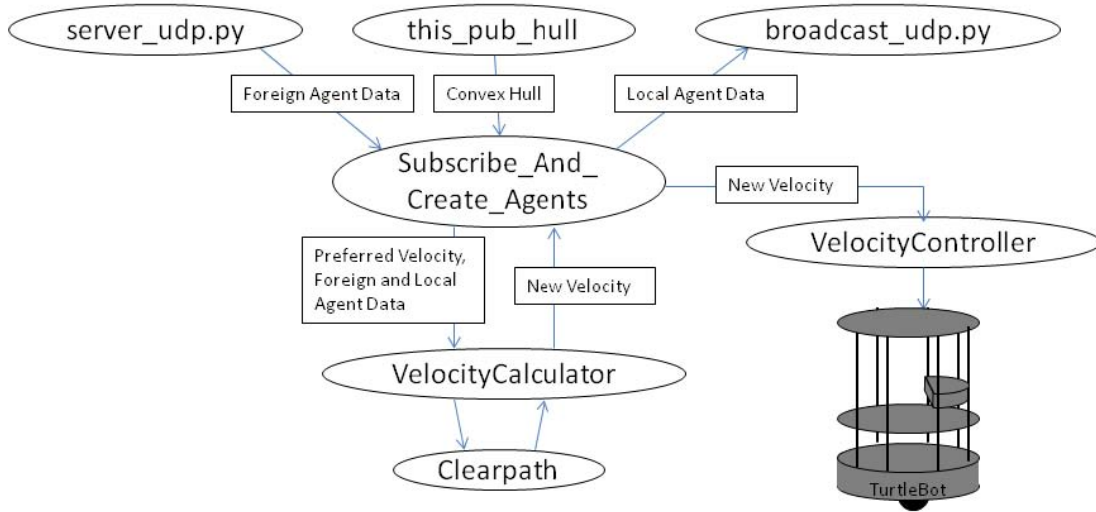 server_udp.py
this_pub_hull
broadcast_udp.py
Foreign Agent Data
Convex Hull
Local Agent Data
Subscribe_And_
Create_Agents
New Velocity
VelocityController
Preferred Velocity,
Foreign and Local
Agent Data
New Velocity
VelocityCalculator
Clearpath
TurtleBot